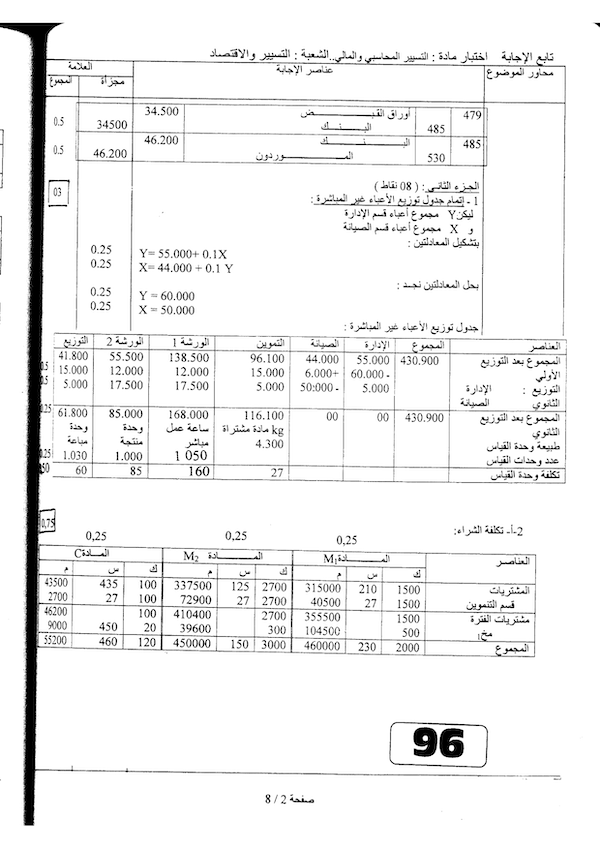 تابع الإجابة اختبار مادة : التسيير المحاسبي والمالي..الشعبة : التسيير والاقتصاد
محاور الموضوع عناصر الإجابة العلامة
مجزأة المجموع
479 أوراق القبــض 34.500
485 البــنــك 34500 0.5
485 البــنــك 46.200
530 المــوردون 46.200 0.5
الجزء الثاني : ( 08 نقاط ) 03
1 - إتمام جدول توزيع الأعباء غير المباشرة :
ليكن Y مجموع أعباء قسم الإدارة
و X مجموع أعباء قسم الصيانة
بتشكيل المعادلتين :
Y= 55.000+ 0.1X 0.25
X= 44.000 + 0.1 Y 0.25
بحل المعادلتين نجد :
Y = 60.000 0.25
X = 50.000 0.25
جدول توزيع الأعباء غير المباشرة :
العناصر المجموع الإدارة الصيانة التموين الورشة 1 الورشة 2 التوزيع
المجموع بعد التوزيع 430.900 55.000 44.000 96.100 138.500 55.500 41.800
الأولي 60.000- 6.000+ 15.000 12.000 12.000 15.000 0.5
التوزيع : الإدارة 5.000 50:000- 5.000 17.500 17.500 5.000 0.5
الثانوي الصيانة
المجموع بعد التوزيع 430.900 00 00 116.100 168.000 85.000 61.800 0.25
الثانوي kg مادة مشتراة ساعة عمل وحدة وحدة
طبيعة وحدة القياس 4.300 مباشر منتجة مباعة
عدد وحدات القياس 1 050 1.000 1.030 0.25
تكلفة وحدة القياس 27 160 85 60 50
2-أ- تكلفة الشراء: 0,75
0,25 0,25 0,25
العناصر المــادة M1 المــادة M2 المــادة C
ك س م ك س م ك س م
المشتريات 1500 210 315000 2700 125 337500 100 435 43500
قسم التنموين 1500 27 40500 2700 27 72900 100 27 2700
مشتريات الفترة 1500 355500 2700 410400 100 46200
مخ1 500 104500 300 39600 20 450 9000
المجموع 2000 230 460000 3000 150 450000 120 460 55200
96
صفحة 2 / 8